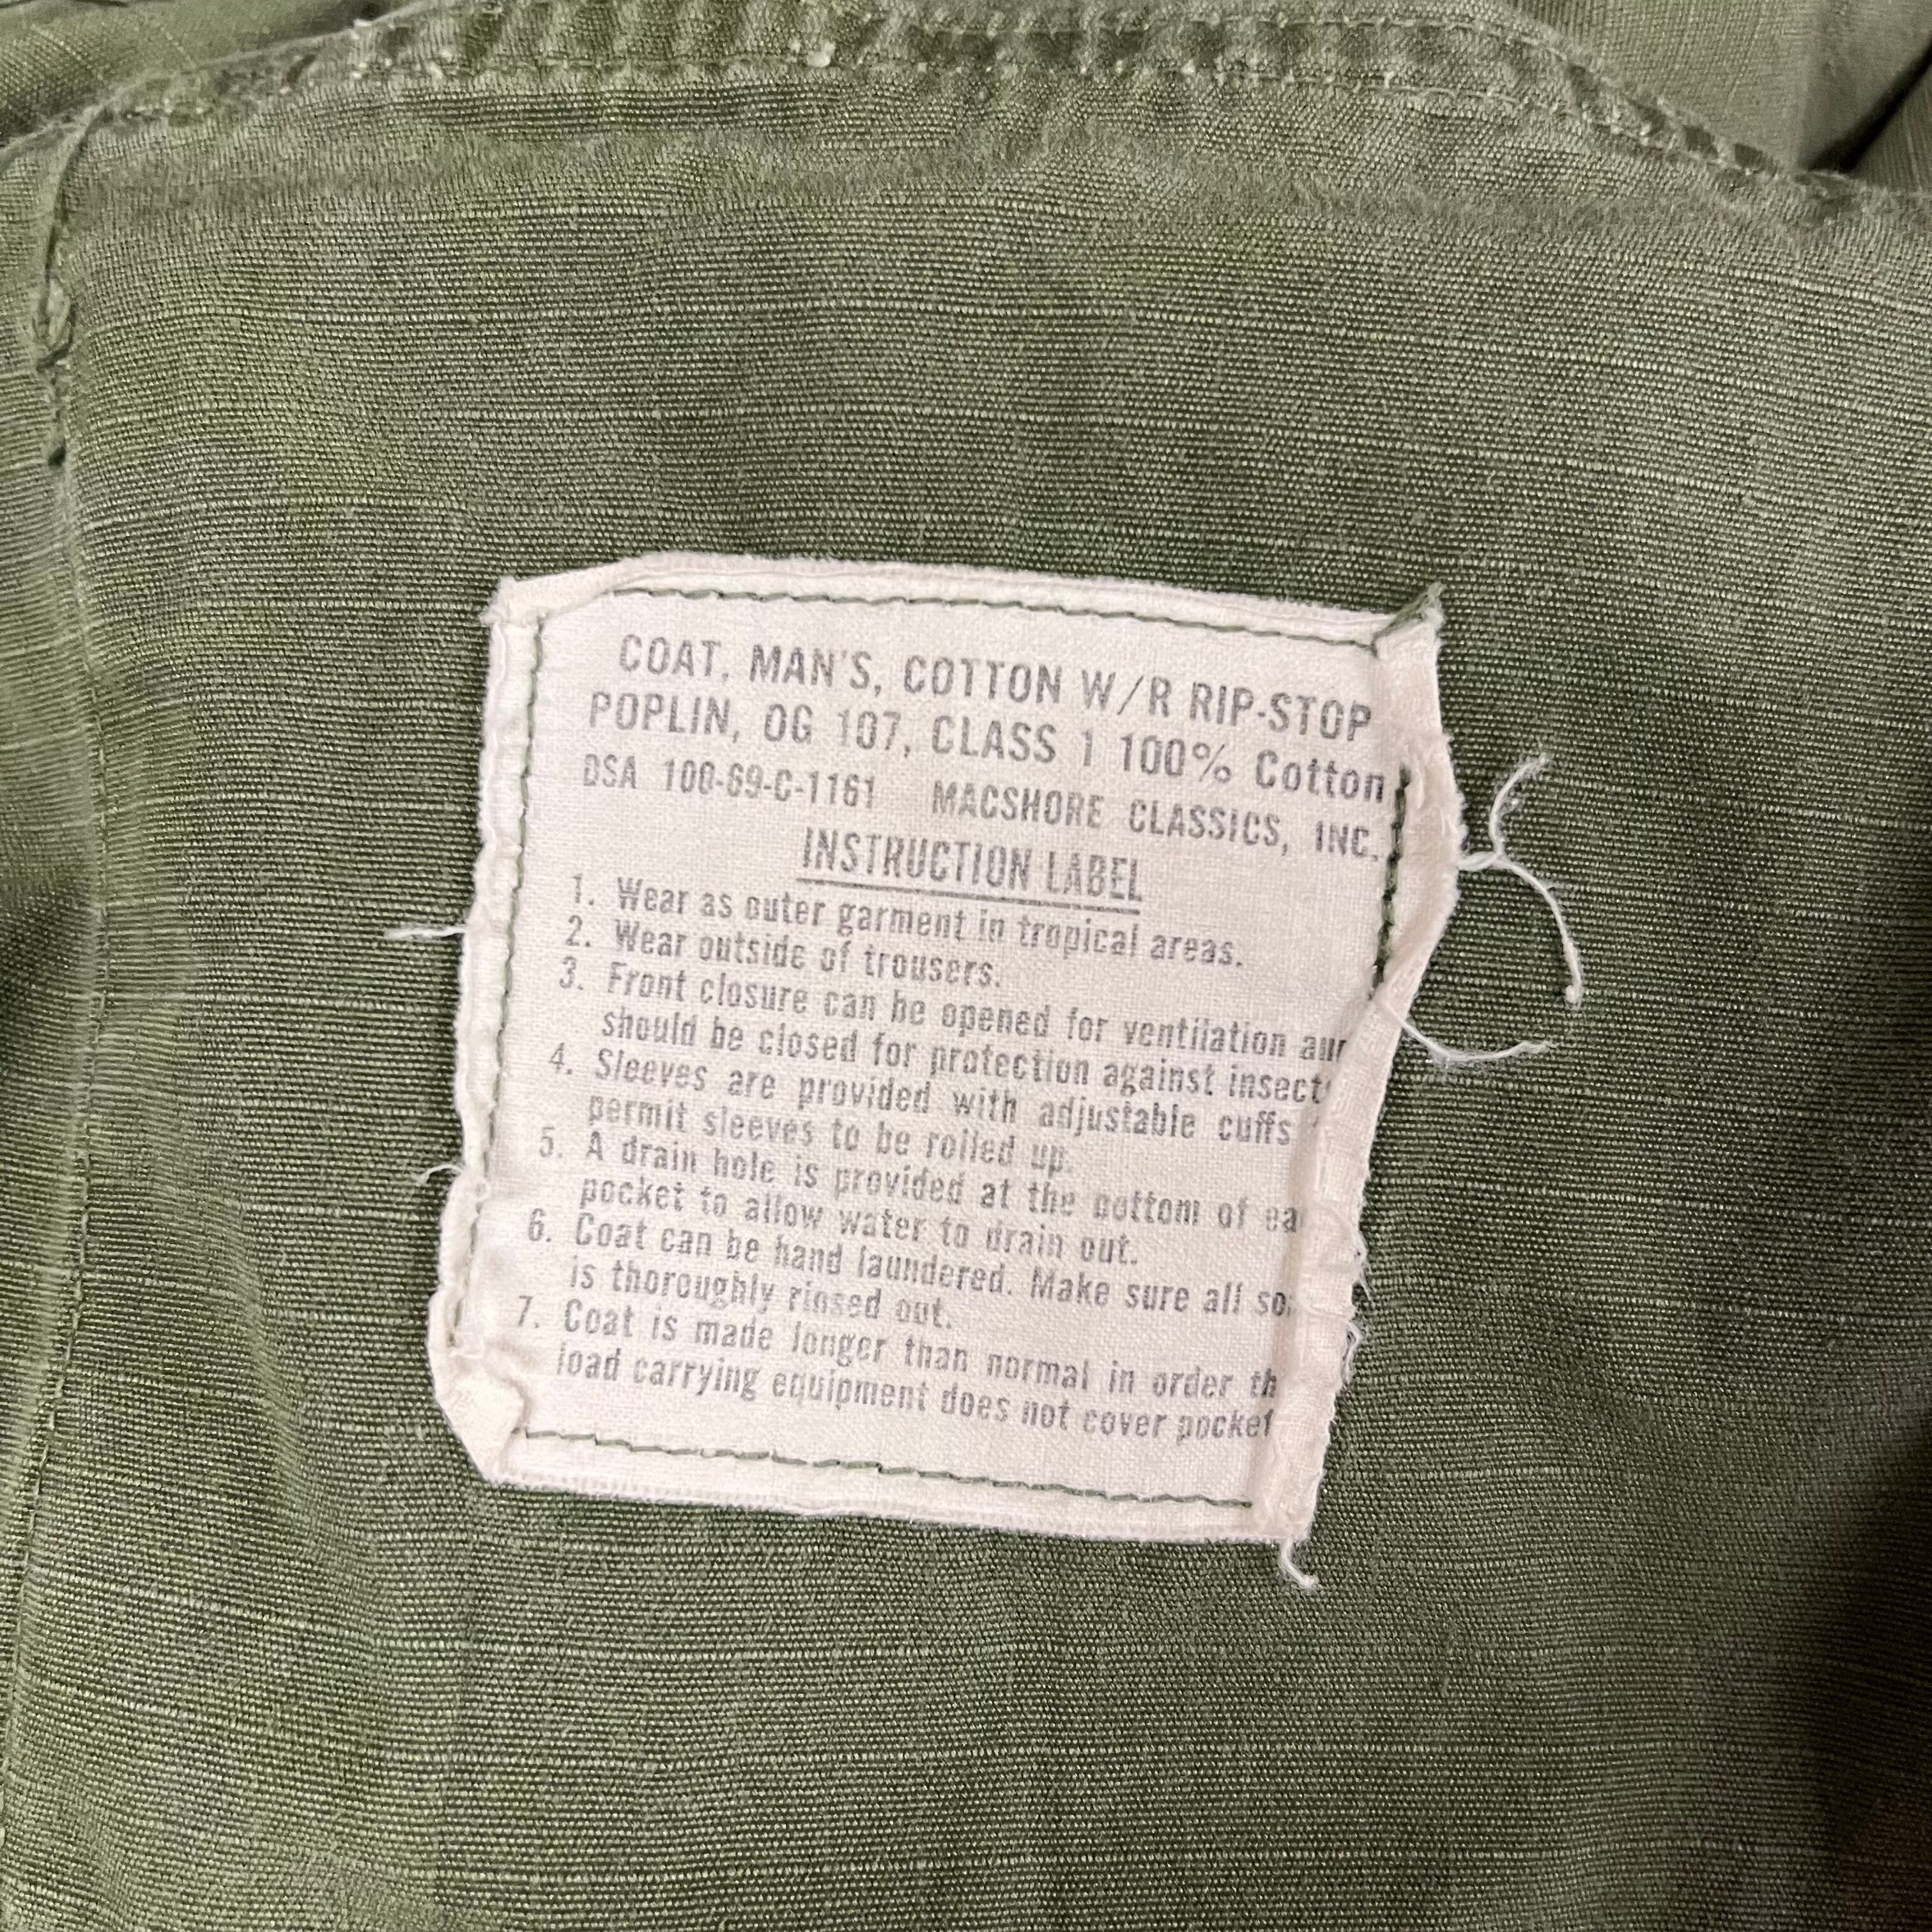 COAT, MAN'S, COTTON W/R RIP-STOP
POPLIN, OG 107, CLASS 1 100% Cotton
DSA 100-69-C-1161 MACSHORE CLASSICS, INC.
INSTRUCTION LABEL
1. Wear as outer garment in tropical areas.
2. Wear outside of trousers.
3. Front closure can be opened for ventilation
should be closed for protection against insect
4. Sleeves are provided with adjustable cuffs
permit sleeves to be rolled up.
5. A drain hole is provided at the bottom of ea
pocket to allow water to drain out.
6. Coat can be hand laundered. Make sure all so
is thoroughly rinsed out.
7. Coat is made longer than normal in order th
load carrying equipment does not cover pocket